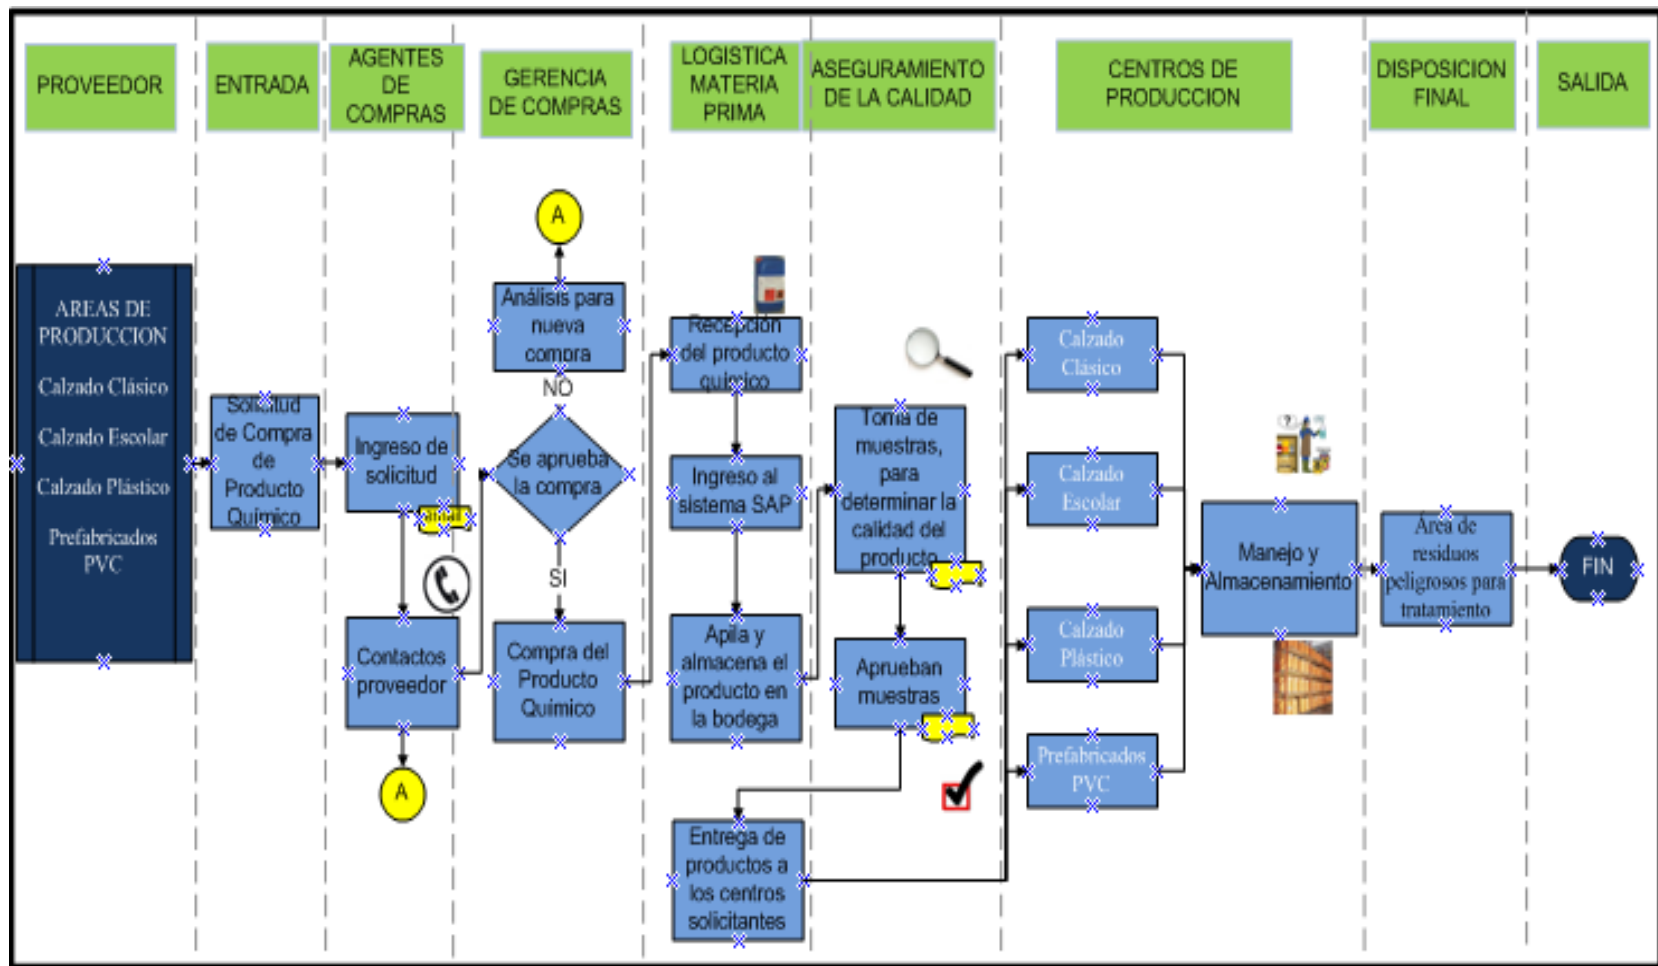 PROVEEDOR
ENTRADA
AGENTES
DE
COMPRAS
GERENCIA
DE COMPRAS
LOGISTICA
MATERIA
PRIMA
ASEGURAMIENTO
DE LA CALIDAD
CENTROS DE
PRODUCCION
DISPOSICION
FINAL
SALIDA
AREAS DE
PRODUCCION
Calzado Clásico
Calzado Escolar
Calzado Plástico
Prefabricados
PVC
Solicitud
de Compra
de
Producto
Químico
Ingreso de
solicitud
Contactos
proveedor
A
A
Análisis para
nueva
compra
NO
Se aprueba
la compra
SI
Compra del
Producto
Químico
Recepción
del producto
químico
Ingreso al
sistema SAP
Apila y
almacena el
producto en
la bodega
Entrega de
productos a
los centros
solicitantes
Toma de
muestras,
para
determinar la
calidad del
producto
Aprueban
muestras
Calzado
Clásico
Calzado
Escolar
Calzado
Plástico
Prefabricados
PVC
Manejo y
Almacenamiento
Área de
residuos
peligrosos para
tratamiento
FIN